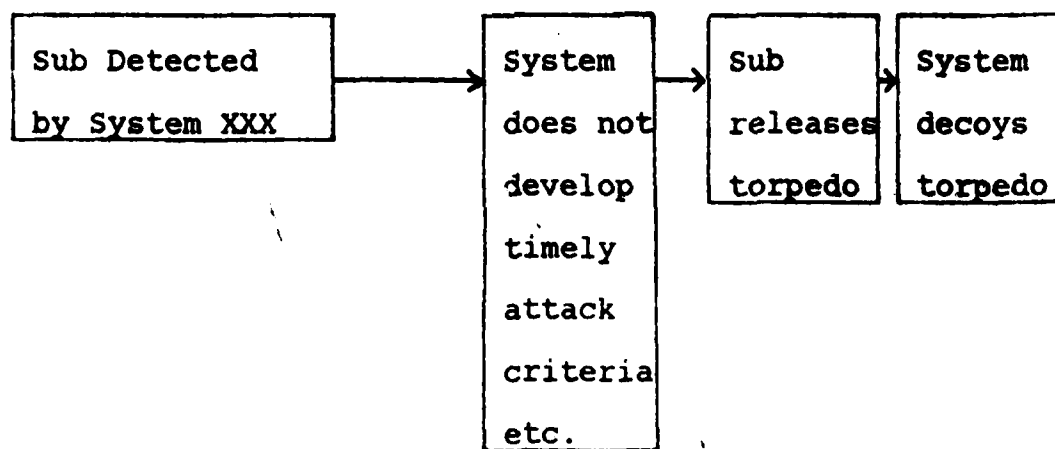 Sub Detected
by System XXX
System
does not
develop
timely
attack
criteria
etc.
Sub
releases
torpedo
System
decoys
torpedo